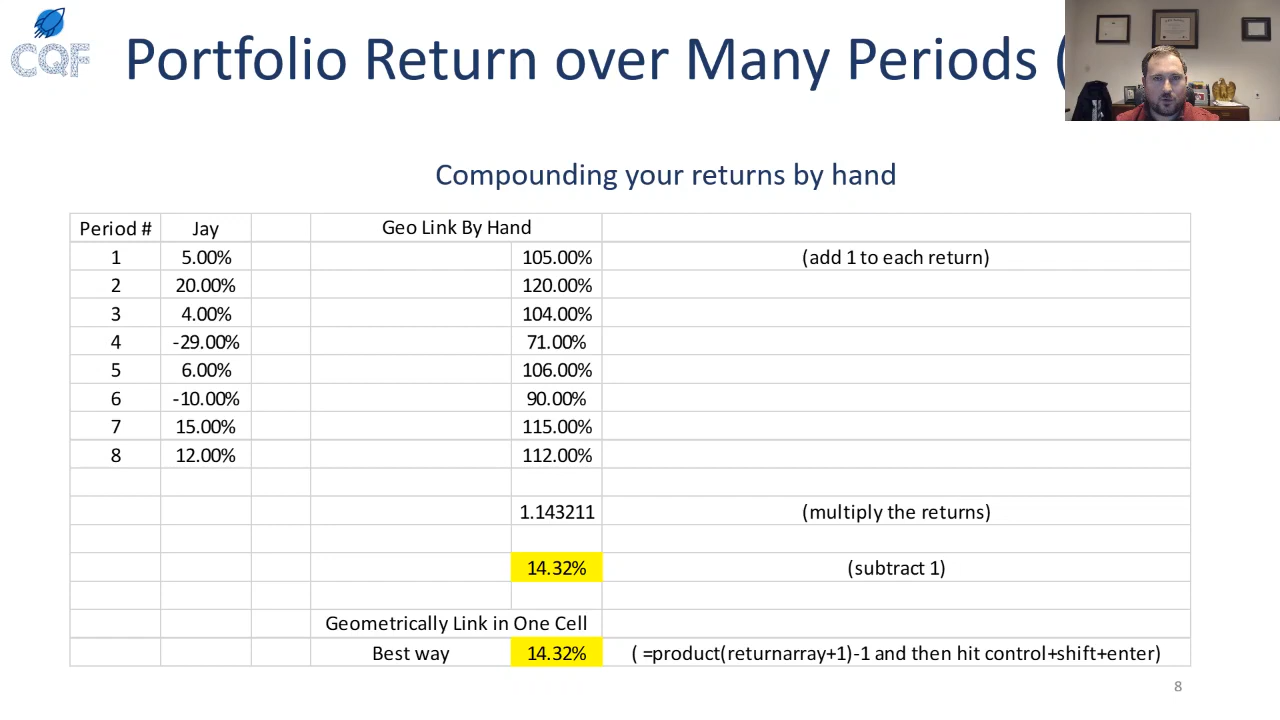 CQF
Portfolio Return over Many Periods (
Compounding your returns by hand
Period # Jay Geo Link By Hand
1 5.00% 105.00% (add 1 to each return)
2 20.00% 120.00%
3 4.00% 104.00%
4 -29.00% 71.00%
5 6.00% 106.00%
6 -10.00% 90.00%
7 15.00% 115.00%
8 12.00% 112.00%
1.143211 (multiply the returns)
14.32% (subtract 1)
Geometrically Link in One Cell
Best way 14.32% ( =product(returnarray+1)-1 and then hit control+shift+enter)
8